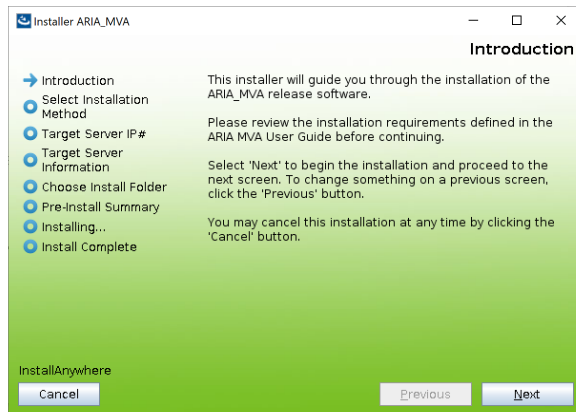 Installer ARIA_MVA
Introduction
Introduction
Select Installation
Method
Target Server IP#
Target Server
Information
Choose Install Folder
Pre-Install Summary
Installing...
Install Complete
This installer will guide you through the installation of the
ARIA_MVA release software.
Please review the installation requirements defined in the
ARIA MVA User Guide before continuing.
Select 'Next' to begin the installation and proceed to the
next screen. To change something on a previous screen,
click the 'Previous' button.
You may cancel this installation at any time by clicking the
'Cancel' button.
InstallAnywhere
Cancel
Previous
Next